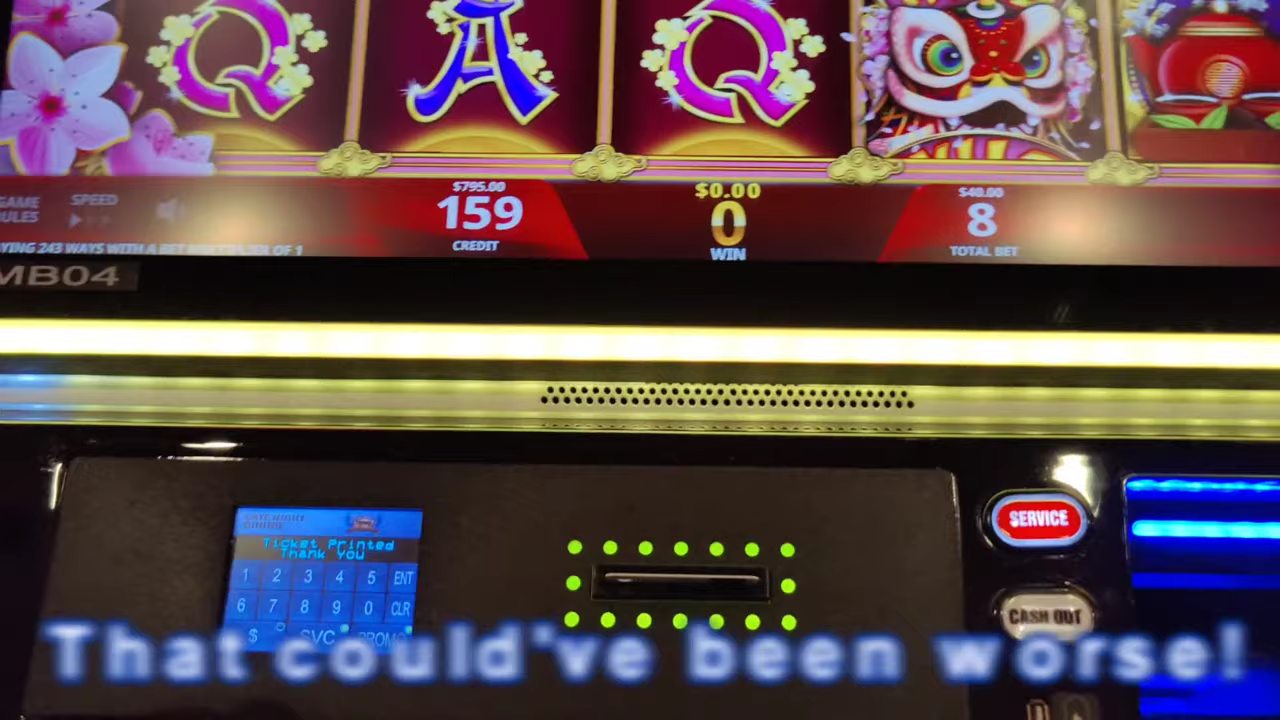 Q
A
Q
GAME
RULES
SPEED
$795.00
159
CREDIT
$0.00
0
WIN
$40.00
8
TOTAL BET
YING 243 WAYS WITH A BET MULTIPLIER OF 1
MB04
Ticket Printed
Thank You
1 2 3 4 5 ENT
6 7 8 9 0 CLR
$ SVC PROMO
SERVICE
CASH OUT
That could've been worse!